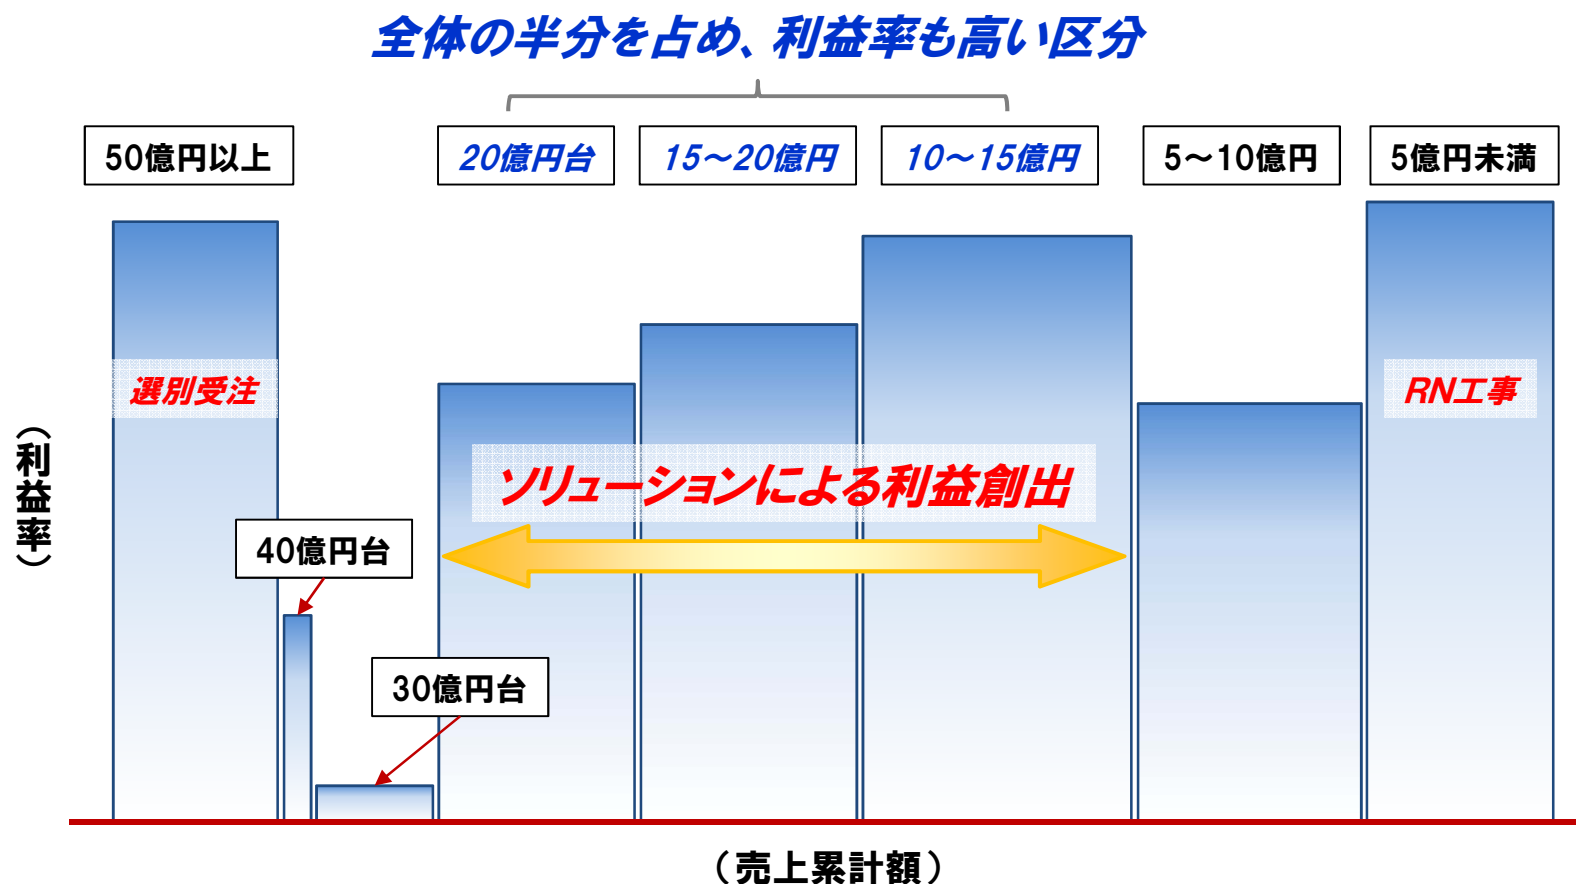 全体の半分を占め、利益率も高い区分
50億円以上
20億円台
15～20億円
10～15億円
5～10億円
5億円未満
選別受注
RN工事
ソリューションによる利益創出
（利益率）
40億円台
30億円台
（売上累計額）